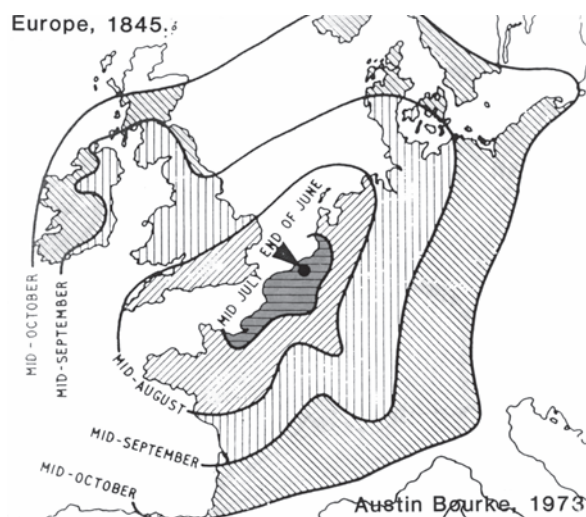 Europe, 1845.
END OF JUNE
MID JULY
MID-OCTOBER
MID-SEPTEMBER
MID-AUGUST
MID-SEPTEMBER
MID-OCTOBER
Austin Bourke, 1973